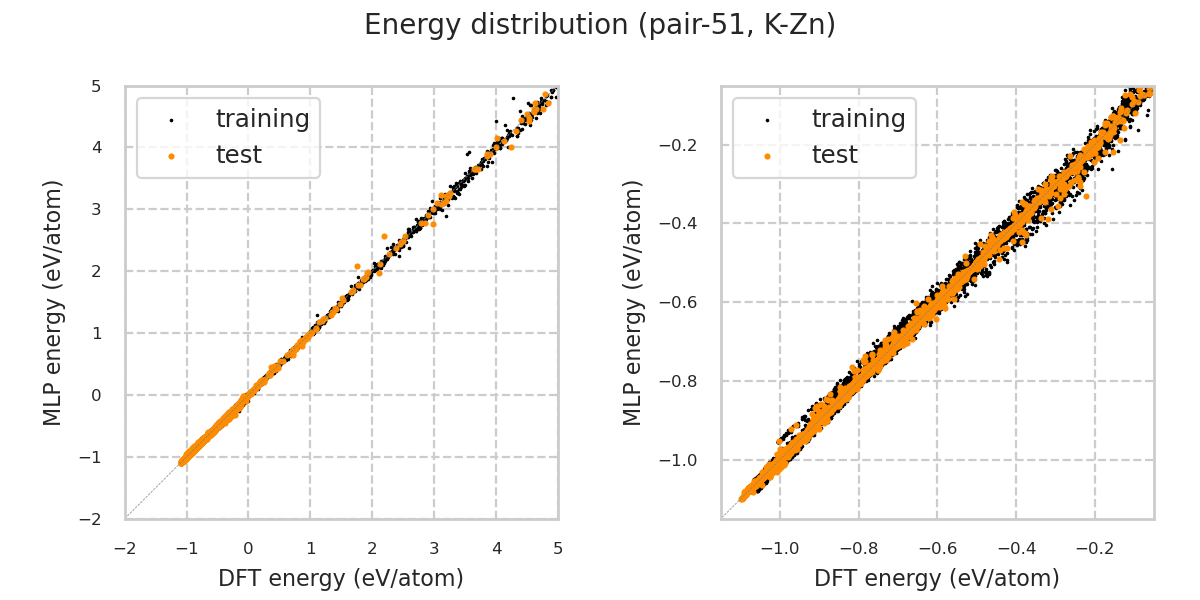 Energy distribution (pair-51, K-Zn)
training
test
5
4
3
2
1
0
−1
−2
−2
−1
0
1
2
3
4
5
MLP energy (eV/atom)
DFT energy (eV/atom)
training
test
−0.2
−0.4
−0.6
−0.8
−1.0
−1.0
−0.8
−0.6
−0.4
−0.2
MLP energy (eV/atom)
DFT energy (eV/atom)